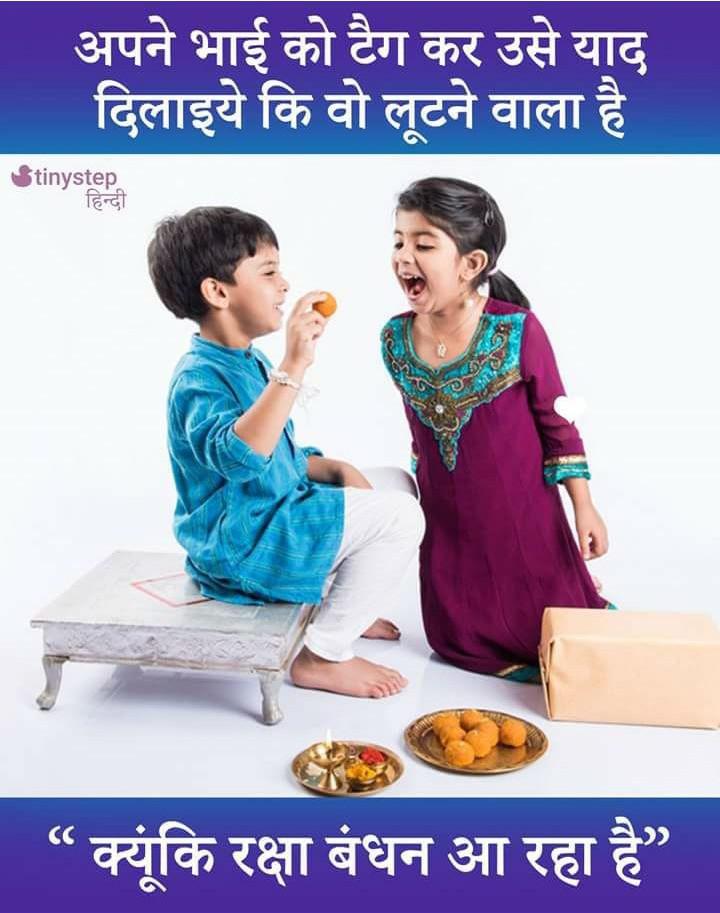 अपने भाई को टैग कर उसे याद
दिलाइये कि वो लूटने वाला है
tinystep
हिन्दी
“ क्यूंकि रक्षा बंधन आ रहा है”